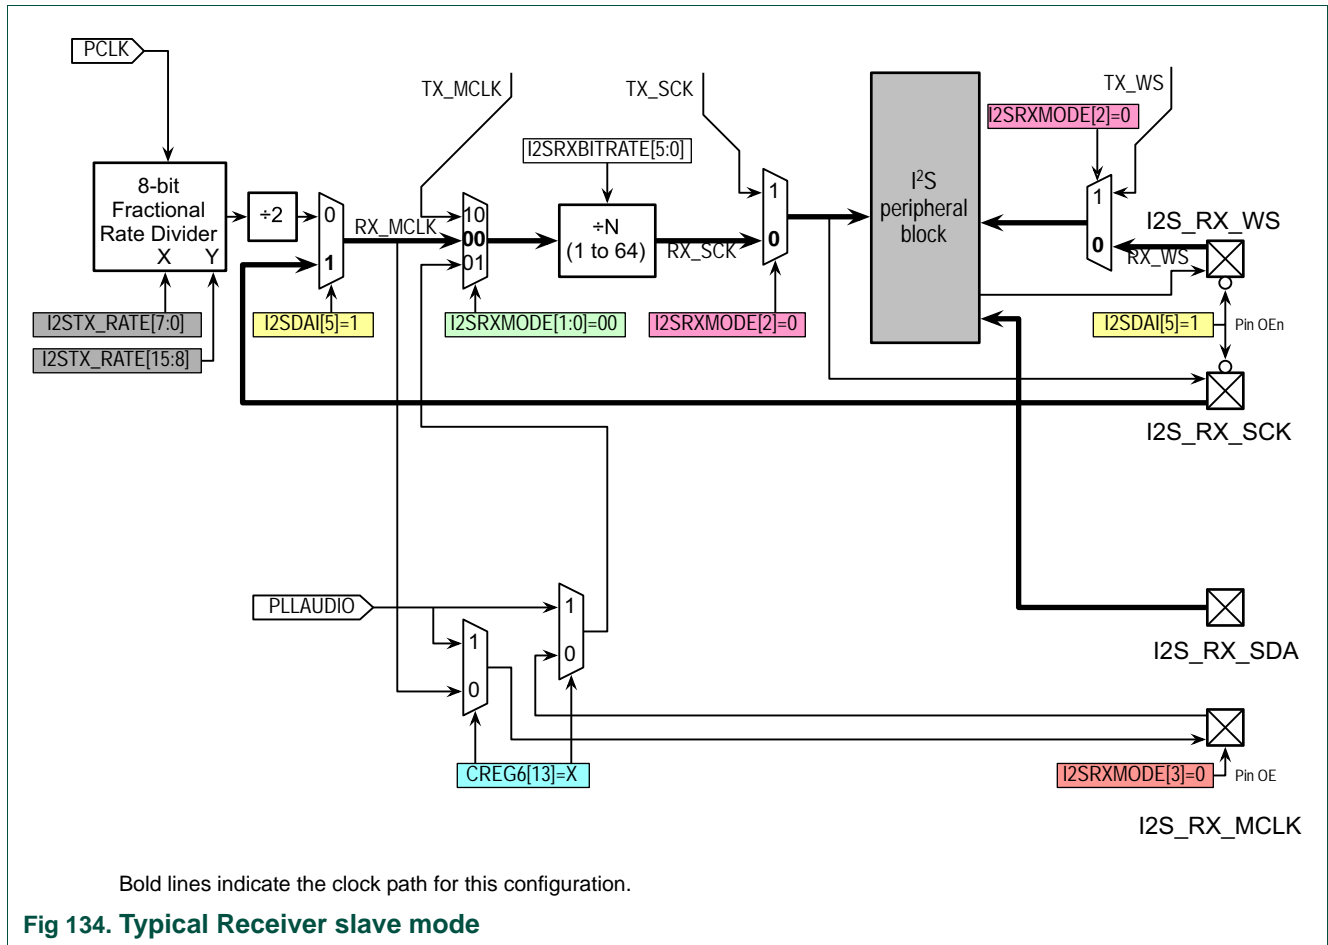 PCLK
TX_MCLK
TX_SCK
TX_WS
I2SRXMODE[2]=0
I2SRXBITRATE[5:0]
8-bit
Fractional
Rate Divider
X Y
÷2
0
1
RX_MCLK
10
00
01
÷N
(1 to 64)
RX_SCK
1
0
I²S
peripheral
block
1
0
I2S_RX_WS
RX_WS
I2STX_RATE[7:0]
I2SDAI[5]=1
I2SRXMODE[1:0]=00
I2SRXMODE[2]=0
I2SDAI[5]=1
Pin OEn
I2STX_RATE[15:8]
I2S_RX_SCK
PLLAUDIO
1
0
1
0
I2S_RX_SDA
CREG6[13]=X
I2SRXMODE[3]=0
Pin OE
I2S_RX_MCLK
Bold lines indicate the clock path for this configuration.
Fig 134. Typical Receiver slave mode